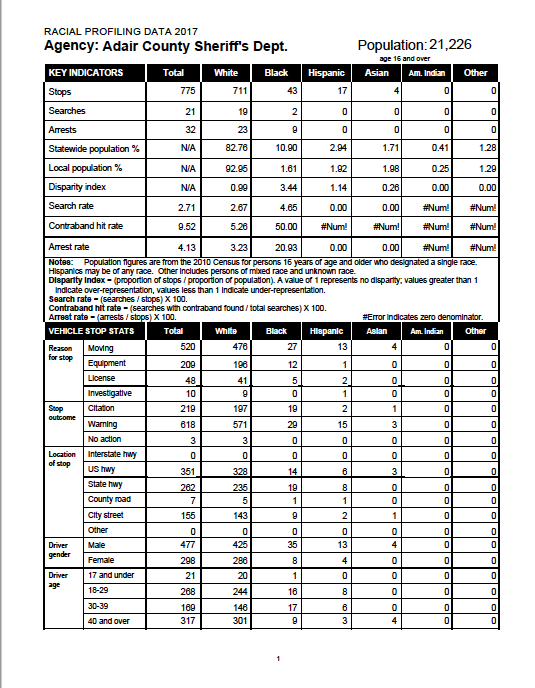 RACIAL PROFILING DATA 2017
Agency: Adair County Sheriff's Dept. Population: 21,226
age 16 and over
KEY INDICATORS Total White Black Hispanic Asian Am. Indian Other
Stops 775 711 43 17 4 0 0
Searches 21 19 2 0 0 0 0
Arrests 32 23 9 0 0 0 0
Statewide population % N/A 82.76 10.90 2.94 1.71 0.41 1.28
Local population % N/A 92.95 1.61 1.92 1.98 0.25 1.29
Disparity index N/A 0.99 3.44 1.14 0.26 0.00 0.00
Search rate 2.71 2.67 4.65 0.00 0.00 #Num! #Num!
Contraband hit rate 9.52 5.26 50.00 #Num! #Num! #Num! #Num!
Arrest rate 4.13 3.23 20.93 0.00 0.00 #Num! #Num!
Notes: Population figures are from the 2010 Census for persons 16 years of age and older who designated a single race.
Hispanics may be of any race. Other includes persons of mixed race and unknown race.
Disparity Index = (proportion of stops / proportion of population). A value of 1 represents no disparity; values greater than 1
indicate over-representation, values less than 1 indicate under-representation.
Search rate = (searches / stops) X 100.
Contraband hit rate = (searches with contraband found / total searches) X 100.
Arrest rate = (arrests / stops) X 100. #Error indicates zero denominator.
VEHICLE STOP STATS Total White Black Hispanic Asian Am. Indian Other
Reason for stop Moving 520 476 27 13 4 0 0
Equipment 209 196 12 1 0 0 0
License 48 41 5 2 0 0 0
Investigative 10 9 0 1 0 0 0
Stop outcome Citation 219 197 19 2 1 0 0
Warning 618 571 29 15 3 0 0
No action 3 3 0 0 0 0 0
Location of stop Interstate hwy 0 0 0 0 0 0 0
US hwy 351 328 14 6 3 0 0
State hwy 262 235 19 8 0 0 0
County road 7 5 1 1 0 0 0
City street 155 143 9 2 1 0 0
Other 0 0 0 0 0 0 0
Driver gender Male 477 425 35 13 4 0 0
Female 298 286 8 4 0 0 0
Driver age 17 and under 21 20 1 0 0 0 0
18-29 268 244 16 8 0 0 0
30-39 169 146 17 6 0 0 0
40 and over 317 301 9 3 4 0 0
1